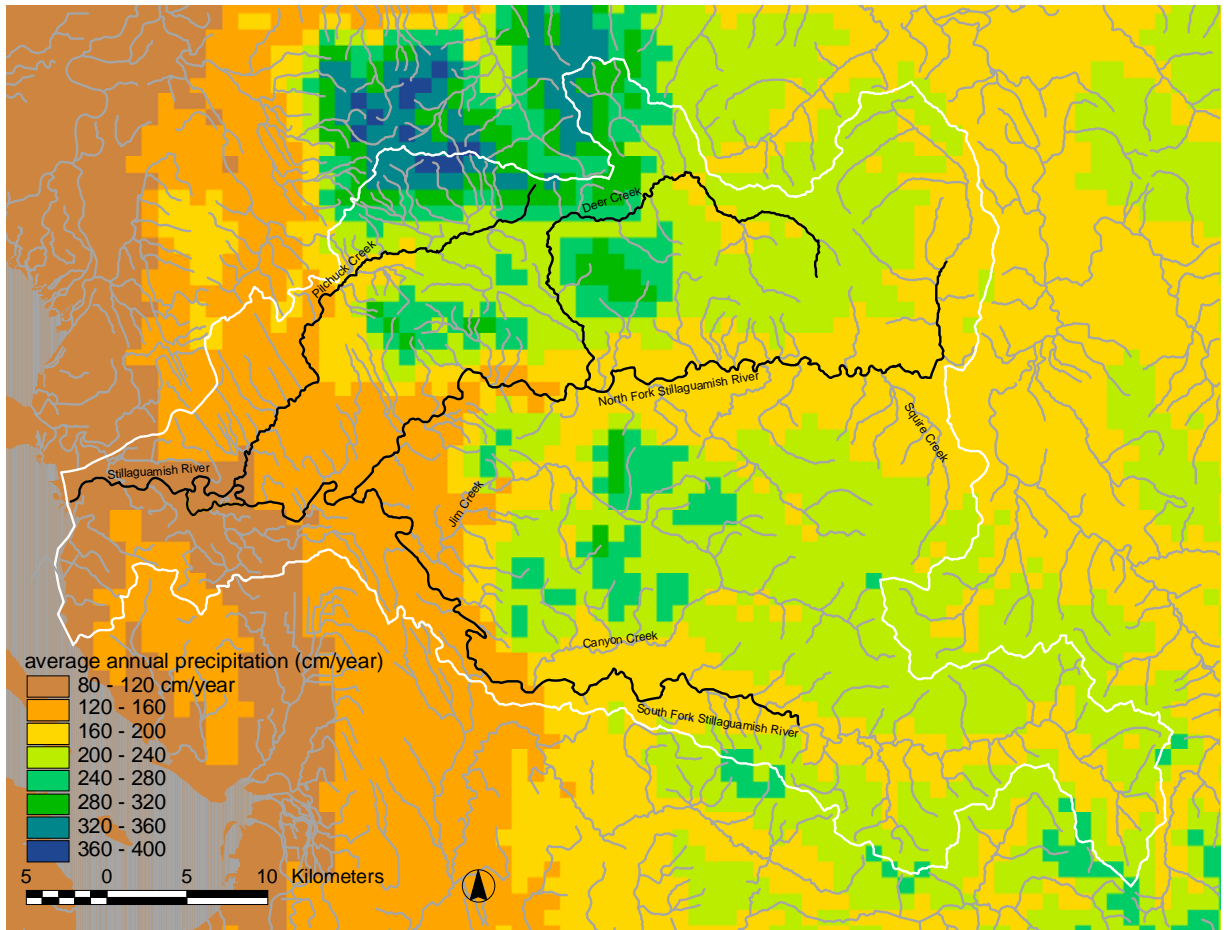 Deer Creek
Pilchuck Creek
North Fork Stillaguamish River
Squire Creek
Stillaguamish River
Jim Creek
Canyon Creek
South Fork Stillaguamish River
average annual precipitation (cm/year)
80 - 120 cm/year
120 - 160
160 - 200
200 - 240
240 - 280
280 - 320
320 - 360
360 - 400
5 0 5 10 Kilometers